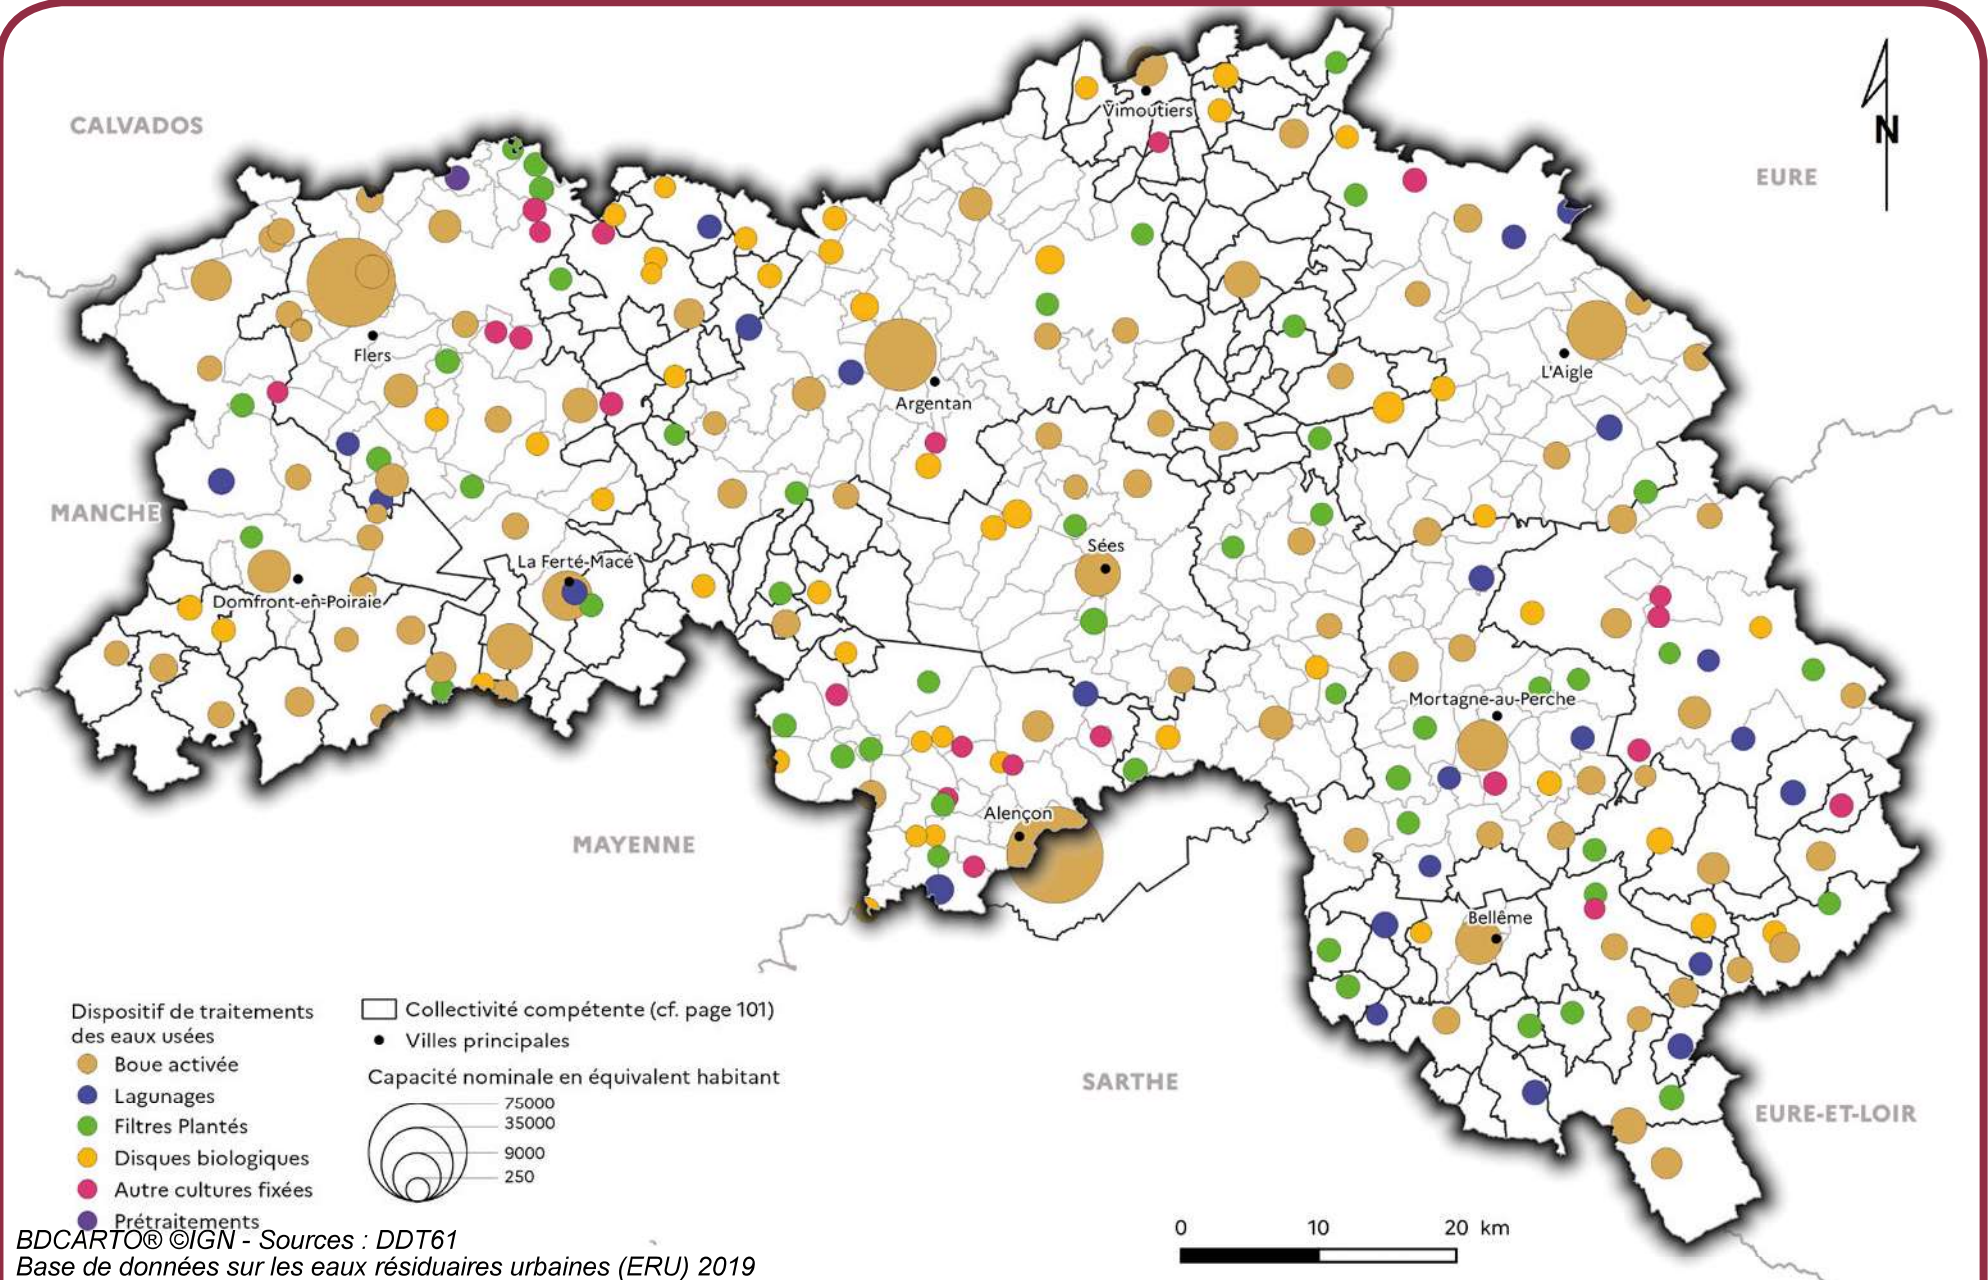 N
CALVADOS
EURE
Vimoutiers
Flers
L'Aigle
Argentan
MANCHE
Sées
La Ferté-Macé
Domfront-en-Poiraie
Mortagne-au-Perche
Alençon
MAYENNE
Bellême
SARTHE
EURE-ET-LOIR
Dispositif de traitements
des eaux usées
Boue activée
Lagunages
Filtres Plantés
Disques biologiques
Autre cultures fixées
Prétraitements
Collectivité compétente (cf. page 101)
Villes principales
Capacité nominale en équivalent habitant
75000
35000
9000
250
0 10 20 km
BDCARTO® ©IGN - Sources : DDT61
Base de données sur les eaux résiduaires urbaines (ERU) 2019